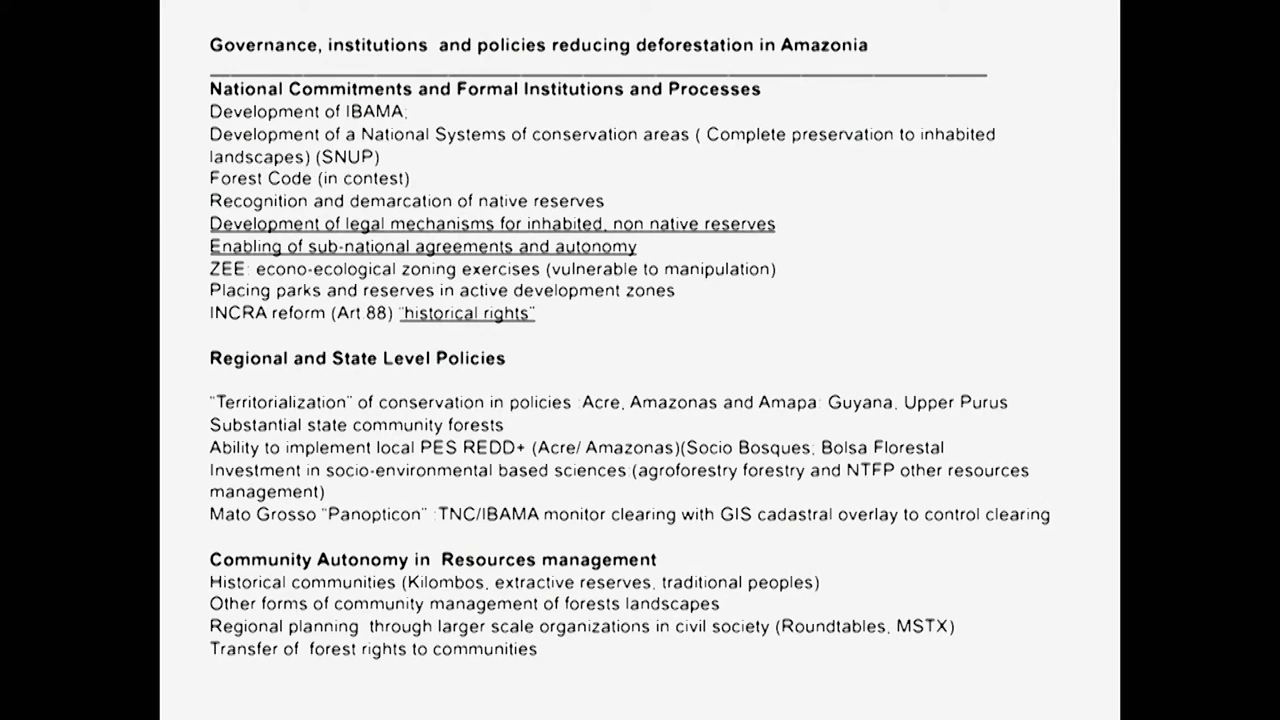 Governance, institutions and policies reducing deforestation in Amazonia
National Commitments and Formal Institutions and Processes
Development of IBAMA;
Development of a National Systems of conservation areas ( Complete preservation to inhabited
landscapes) (SNUP)
Forest Code (in contest)
Recognition and demarcation of native reserves
Development of legal mechanisms for inhabited, non native reserves
Enabling of sub-national agreements and autonomy
ZEE: econo-ecological zoning exercises (vulnerable to manipulation)
Placing parks and reserves in active development zones
INCRA reform (Art 88) "historical rights"
Regional and State Level Policies
"Territorialization" of conservation in policies :Acre, Amazonas and Amapa: Guyana, Upper Purus
Substantial state community forests
Ability to implement local PES REDD+ (Acre/ Amazonas)(Socio Bosques; Bolsa Florestal
Investment in socio-environmental based sciences (agroforestry forestry and NTFP other resources
management)
Mato Grosso "Panopticon" :TNC/IBAMA monitor clearing with GIS cadastral overlay to control clearing
Community Autonomy in Resources management
Historical communities (Kilombos, extractive reserves, traditional peoples)
Other forms of community management of forests landscapes
Regional planning through larger scale organizations in civil society (Roundtables, MSTX)
Transfer of forest rights to communities